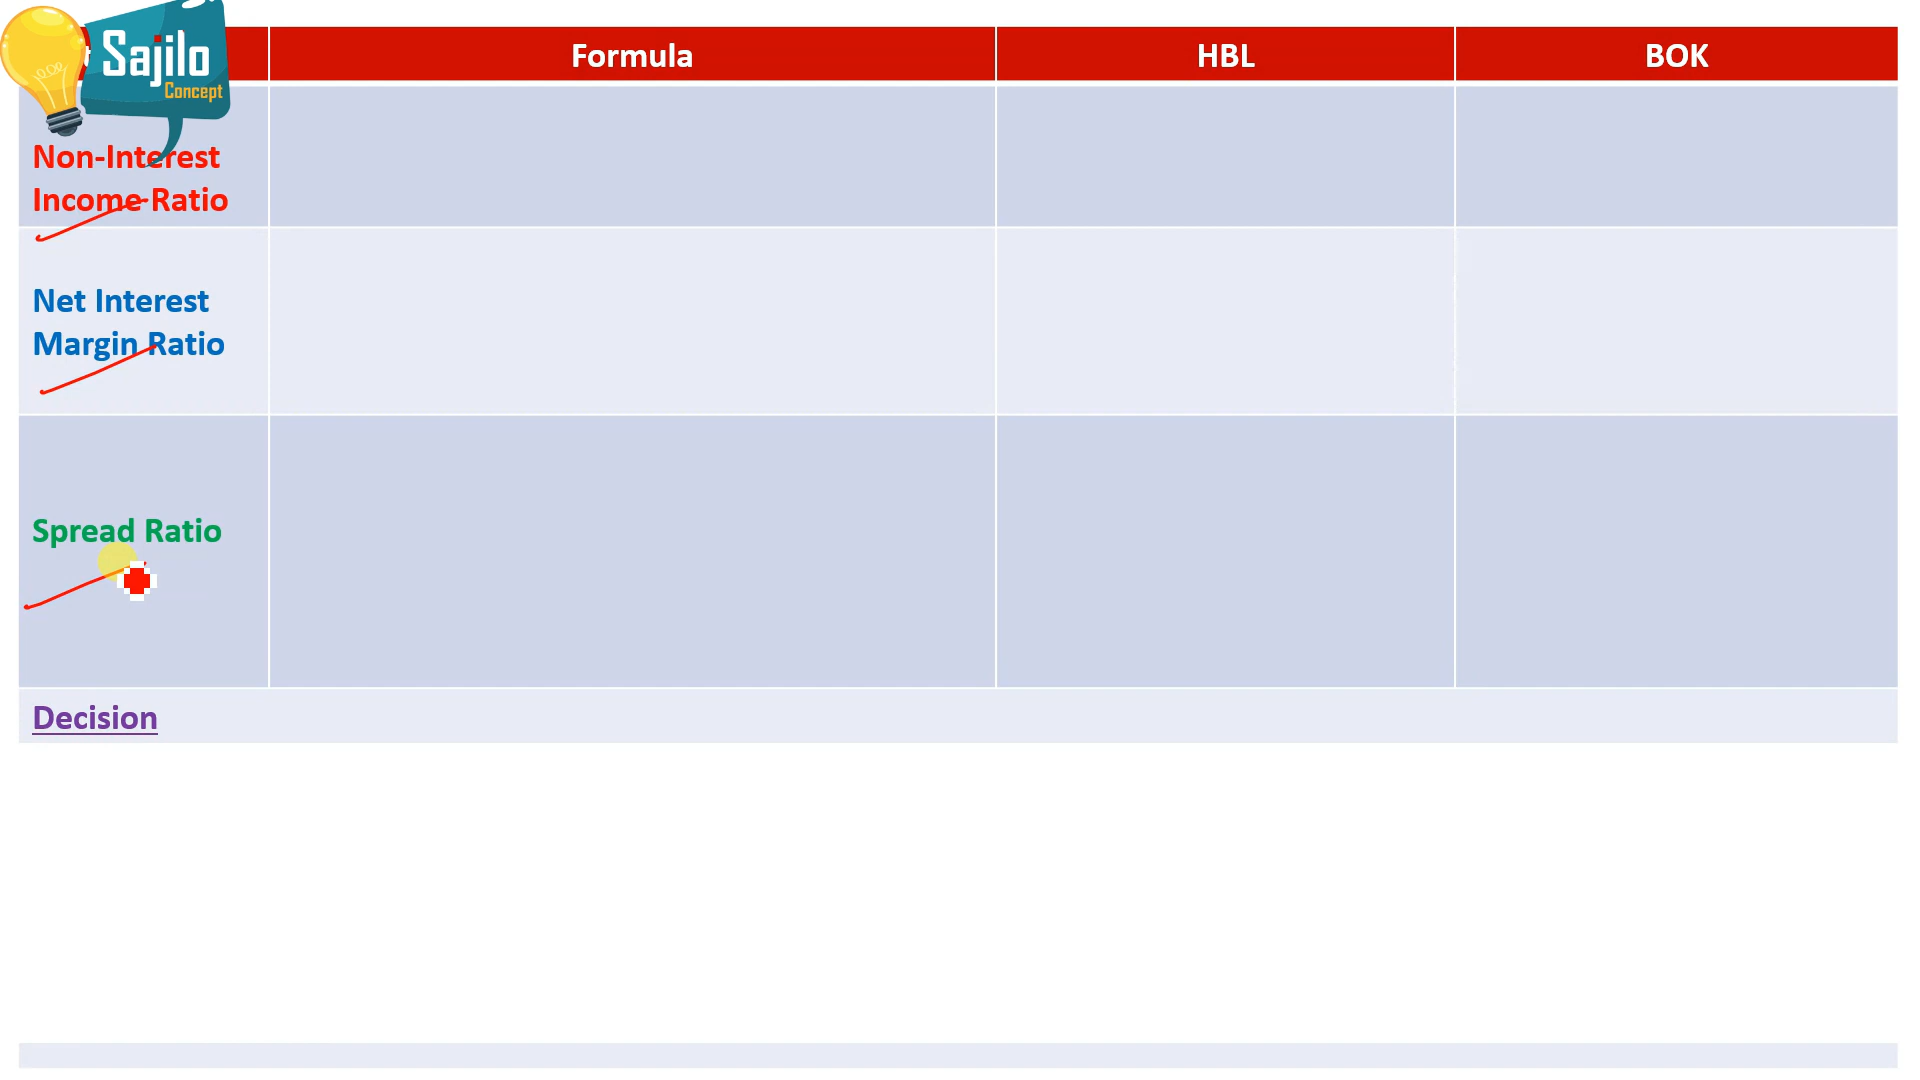 Sajilo
Concept
Formula
HBL
BOK
Non-Interest
Income Ratio
Net Interest
Margin Ratio
Spread Ratio
Decision